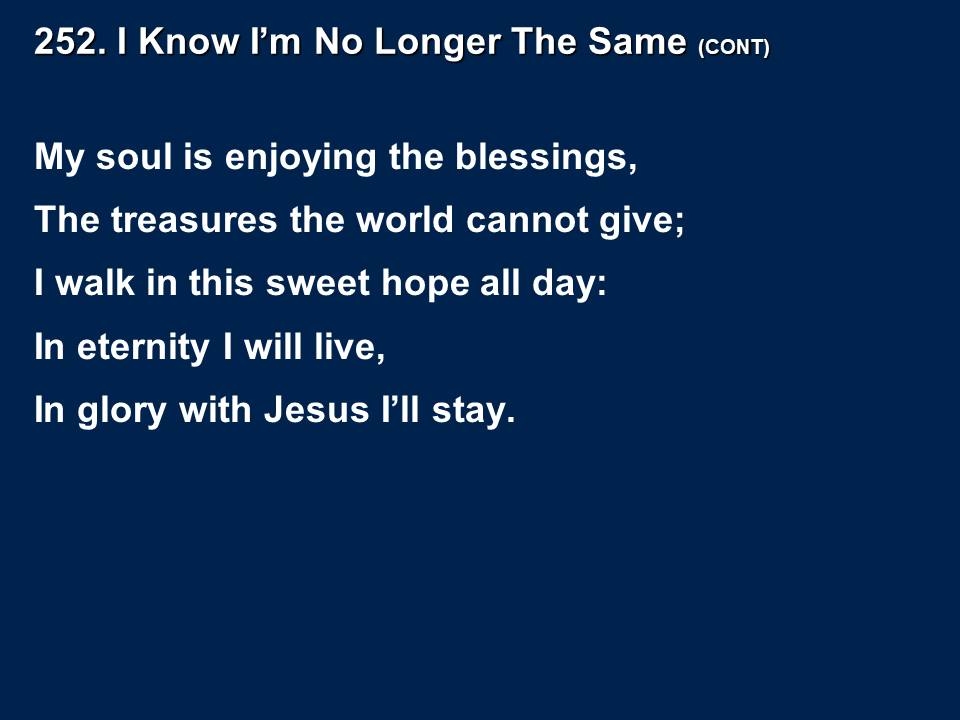 252. I Know I’m No Longer The Same (CONT)
My soul is enjoying the blessings,
The treasures the world cannot give;
I walk in this sweet hope all day:
In eternity I will live,
In glory with Jesus I’ll stay.